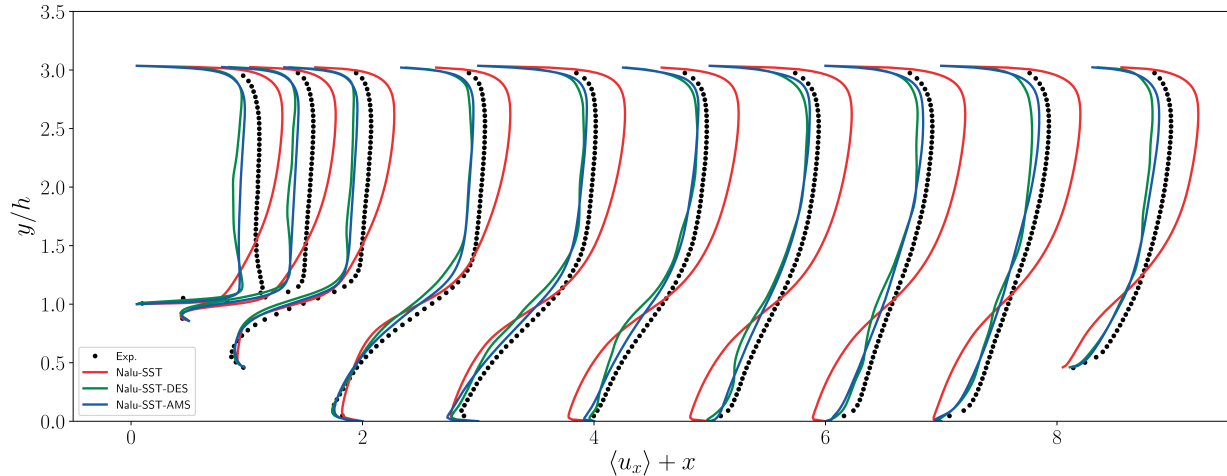 3.5
3.0
2.5
2.0
1.5
1.0
0.5
0.0
y/h
Exp.
Nalu-SST
Nalu-SST-DES
Nalu-SST-AMS
0 2 4 6 8
⟨u_x⟩ + x